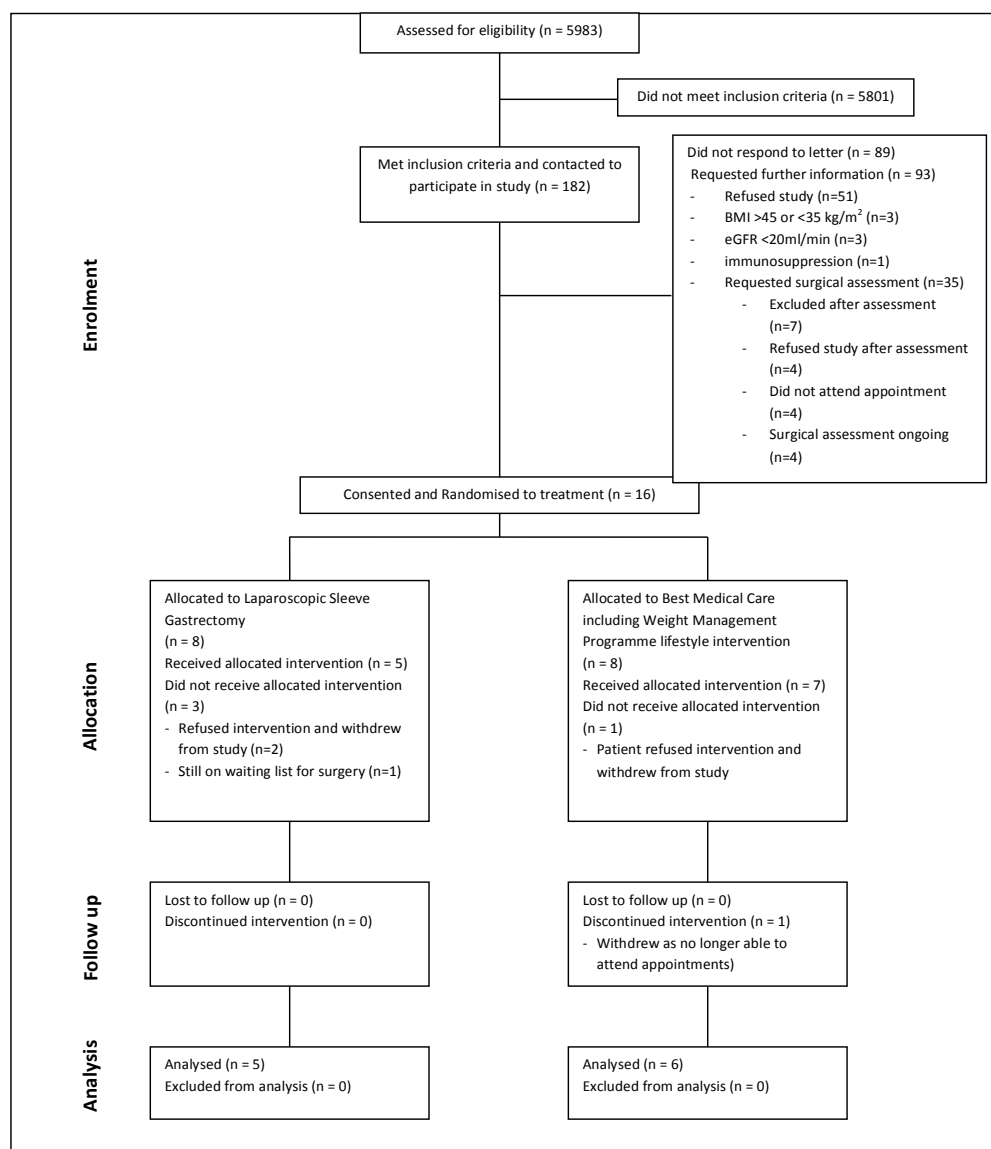 Assessed for eligibility (n = 5983)
Did not meet inclusion criteria (n = 5801)
Met inclusion criteria and contacted to
participate in study (n = 182)
Did not respond to letter (n = 89)
Requested further information (n = 93)
- Refused study (n=51)
- BMI >45 or <35 kg/m² (n=3)
- eGFR <20ml/min (n=3)
- immunosuppression (n=1)
- Requested surgical assessment (n=35)
- Excluded after assessment
(n=7)
- Refused study after assessment
(n=4)
- Did not attend appointment
(n=4)
- Surgical assessment ongoing
(n=4)
Enrolment
Consented and Randomised to treatment (n = 16)
Allocation
Allocated to Laparoscopic Sleeve
Gastrectomy
(n = 8)
Received allocated intervention (n = 5)
Did not receive allocated intervention
(n = 3)
- Refused intervention and withdrew
from study (n=2)
- Still on waiting list for surgery (n=1)
Allocated to Best Medical Care
including Weight Management
Programme lifestyle intervention
(n = 8)
Received allocated intervention (n = 7)
Did not receive allocated intervention
(n = 1)
- Patient refused intervention and
withdrew from study
Follow up
Lost to follow up (n = 0)
Discontinued intervention (n = 0)
Lost to follow up (n = 0)
Discontinued intervention (n = 1)
- Withdrew as no longer able to
attend appointments)
Analysis
Analysed (n = 5)
Excluded from analysis (n = 0)
Analysed (n = 6)
Excluded from analysis (n = 0)